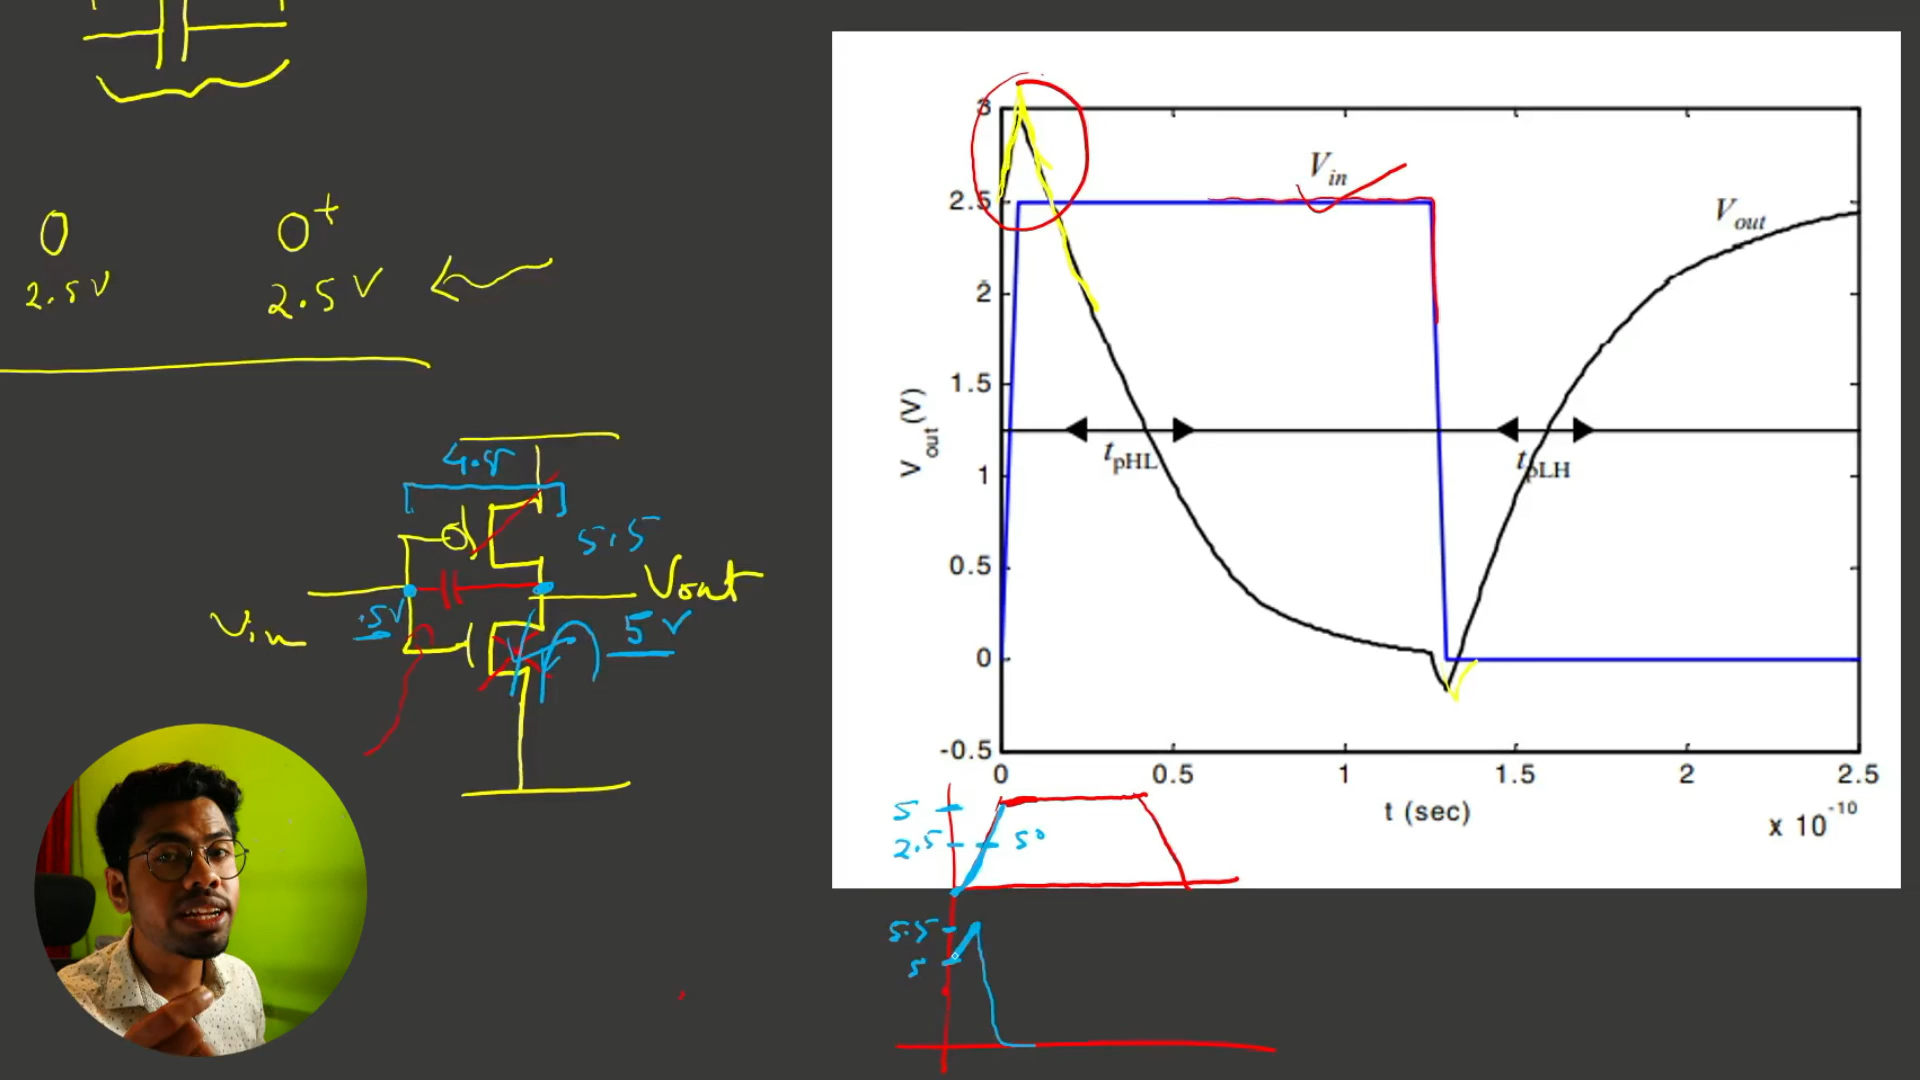 0 0+
2.5V 2.5V
4.5
5.5
Vout
.5V
Vin
5V
3
2.5
2
1.5
1
0.5
0
-0.5
Vout(V)
Vin
Vout
tpHL
tpLH
0 0.5 1 1.5 2 2.5
t (sec)
x 10-10
5
2.5 50
5.5
5